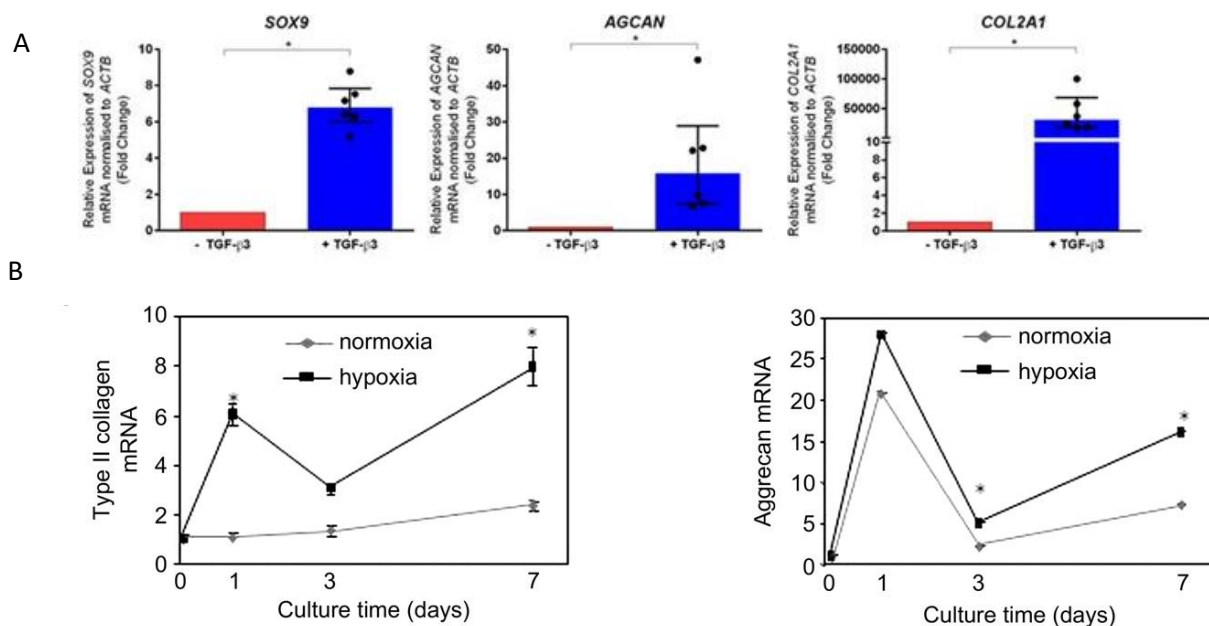 A
SOX9
Relative Expression of SOX9
mRNA normalised to ACTB
(Fold Change)
10
8
6
4
2
0
*
- TGF-β3
+ TGF-β3
AGCAN
Relative Expression of AGCAN
mRNA normalised to ACTB
(Fold Change)
50
40
30
20
10
0
*
- TGF-β3
+ TGF-β3
COL2A1
Relative Expression of COL2A1
mRNA normalised to ACTB
(Fold Change)
150000
100000
50000
10
8
6
4
2
0
*
- TGF-β3
+ TGF-β3
B
Type II collagen
mRNA
10
8
6
4
2
0
normoxia
hypoxia
*
*
0 1 3 7
Culture time (days)
Aggrecan mRNA
30
25
20
15
10
5
0
normoxia
hypoxia
*
*
0 1 3 7
Culture time (days)